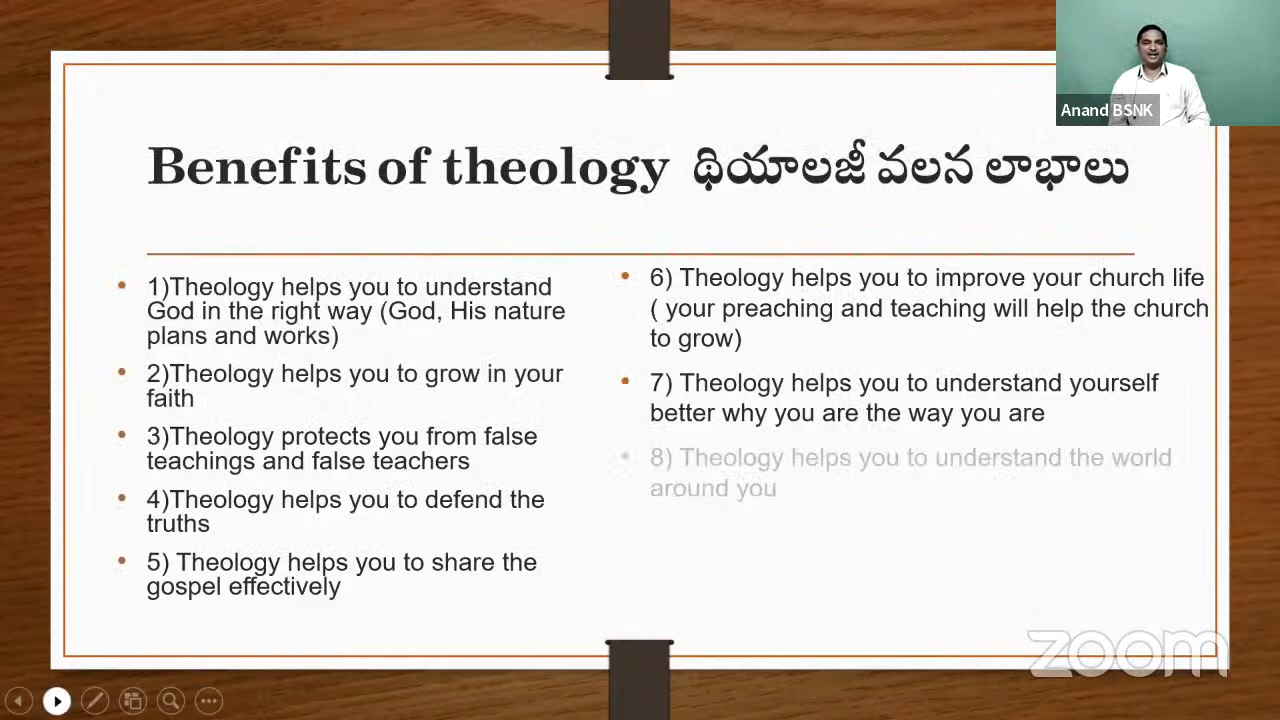 Anand BSNK
Benefits of theology థియాలజీ వలన లాభాలు
1)Theology helps you to understand
God in the right way (God, His nature
plans and works)
2)Theology helps you to grow in your
faith
3)Theology protects you from false
teachings and false teachers
4)Theology helps you to defend the
truths
5) Theology helps you to share the
gospel effectively
6) Theology helps you to improve your church life
( your preaching and teaching will help the church
to grow)
7) Theology helps you to understand yourself
better why you are the way you are
8) Theology helps you to understand the world
around you
zoom